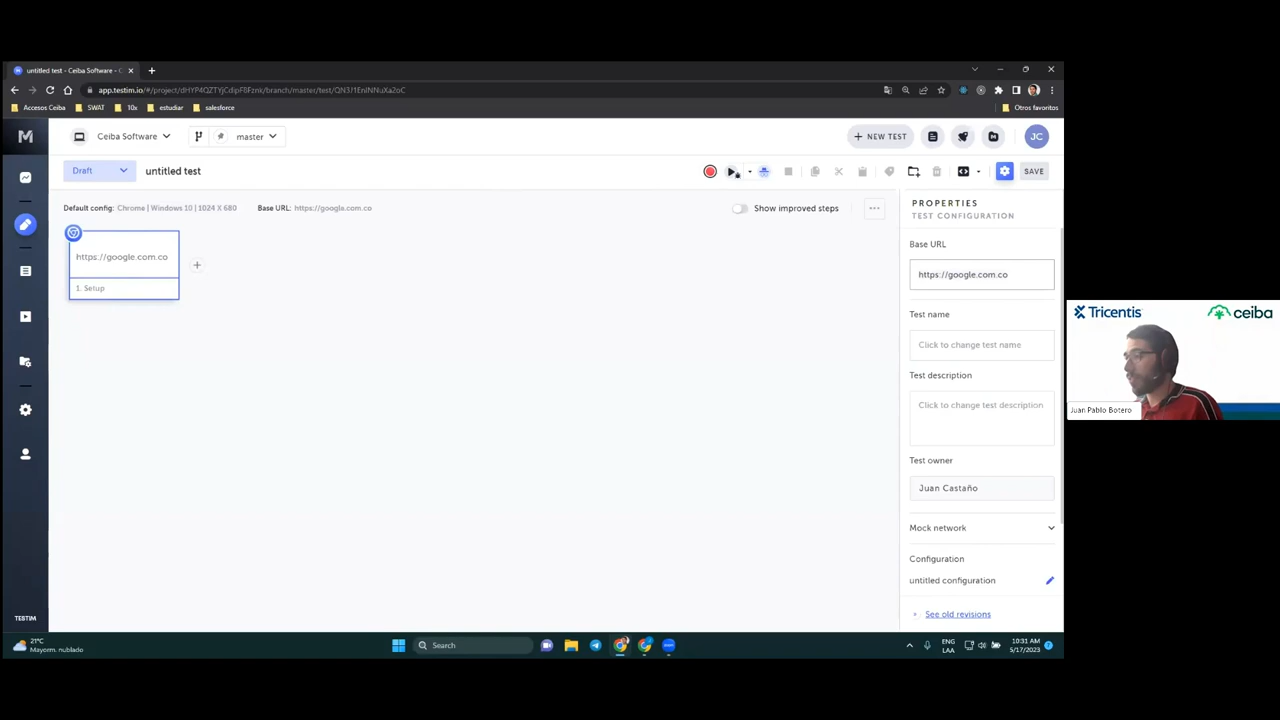 untitled test - Ceiba Software - C
app.testim.io/#/project/dHYP4QZTYjCdipF8Fznk/branch/master/test/QN3J1EnlNNuXa2oC
Accesos Ceiba
SWAT
10x
estudiar
salesforce
Otros favoritos
Ceiba Software
master
NEW TEST
JC
Draft
untitled test
SAVE
Default config: Chrome | Windows 10 | 1024 X 680
Base URL: https://google.com.co
Show improved steps
https://google.com.co
1. Setup
PROPERTIES
TEST CONFIGURATION
Base URL
https://google.com.co
Test name
Click to change test name
Test description
Click to change test description
Test owner
Juan Castaño
Mock network
Configuration
untitled configuration
See old revisions
TESTIM
Tricentis
ceiba
Juan Pablo Botero
21°C
Mayorm. nublado
Search
ENG
LAA
10:31 AM
5/17/2023